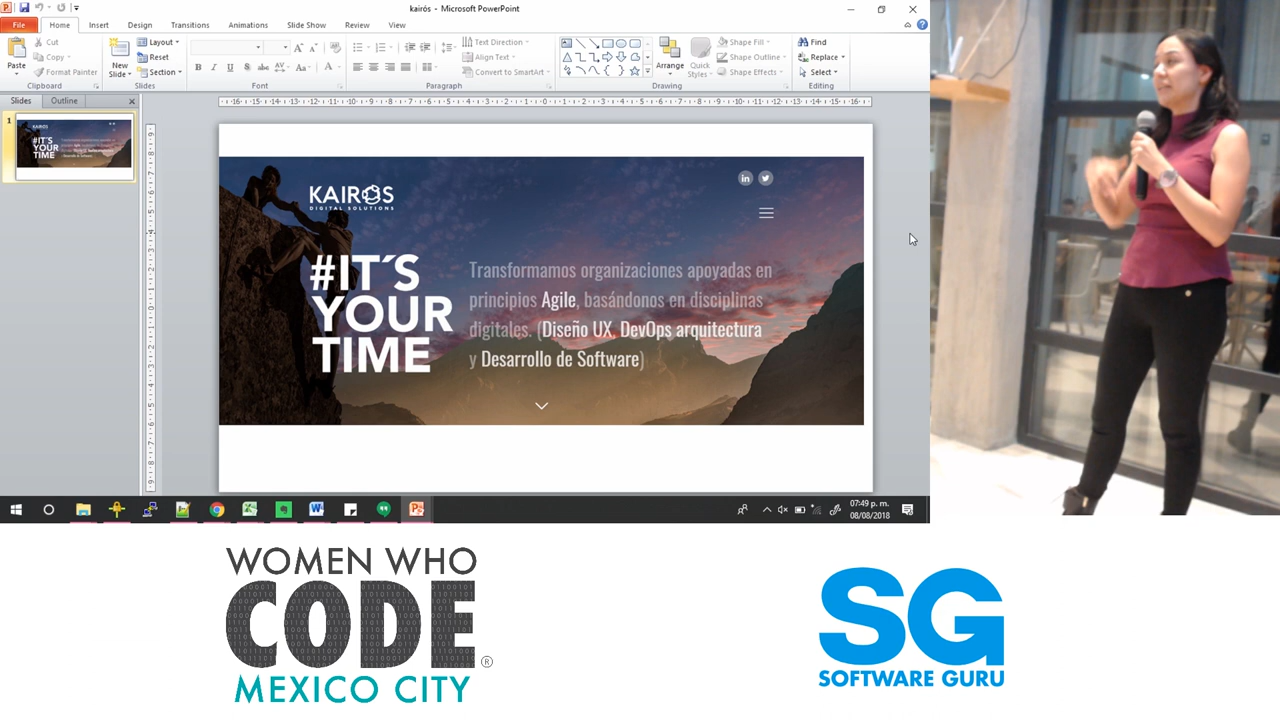 kairós - Microsoft PowerPoint
File Home Insert Design Transitions Animations Slide Show Review View
Cut
Copy
Format Painter
Paste
Clipboard
New
Slide
Layout
Reset
Section
Slides
Font
Text Direction
Align Text
Convert to SmartArt
Paragraph
Arrange
Quick
Styles
Shape Fill
Shape Outline
Shape Effects
Drawing
Find
Replace
Select
Editing
Slides Outline
1
KAIROS
DIGITAL SOLUTIONS
#IT´S
YOUR
TIME
Transformamos organizaciones apoyadas en
principios Agile, basándonos en disciplinas
digitales. (Diseño UX, DevOps arquitectura
y Desarrollo de Software)
07:49 p. m.
08/08/2018
WOMEN WHO
CODE®
MEXICO CITY
SG
SOFTWARE GURU